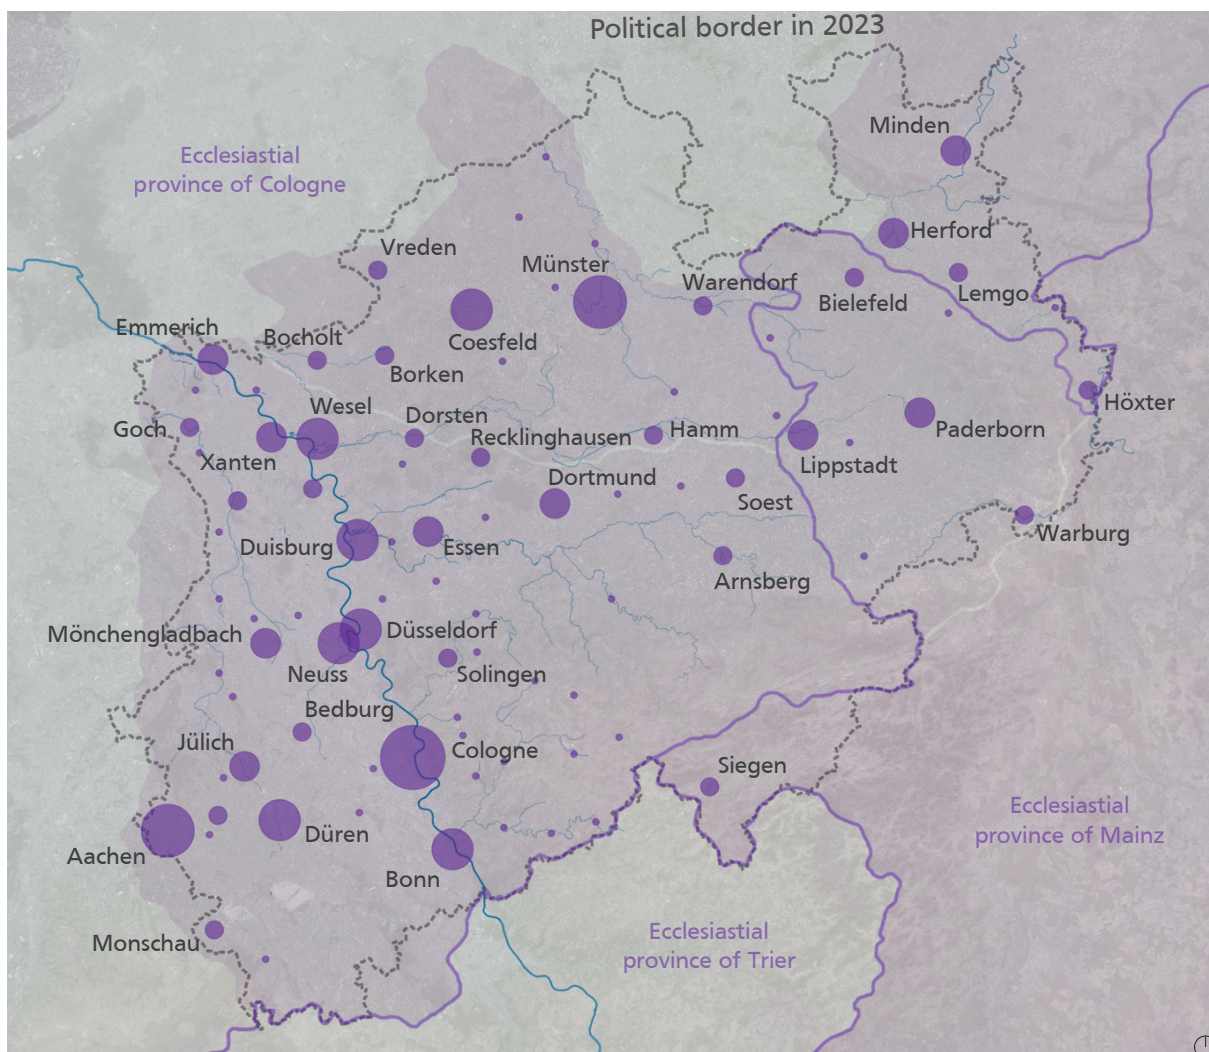 Political border in 2023
Minden
Ecclesiastial
province of Cologne
Herford
Vreden
Münster
Warendorf
Bielefeld
Lemgo
Emmerich
Bocholt
Coesfeld
Borken
Höxter
Wesel
Dorsten
Goch
Recklinghausen
Hamm
Paderborn
Xanten
Lippstadt
Dortmund
Soest
Warburg
Duisburg
Essen
Arnsberg
Mönchengladbach
Düsseldorf
Neuss
Solingen
Bedburg
Jülich
Cologne
Siegen
Ecclesiastial
province of Mainz
Düren
Aachen
Bonn
Ecclesiastial
province of Trier
Monschau